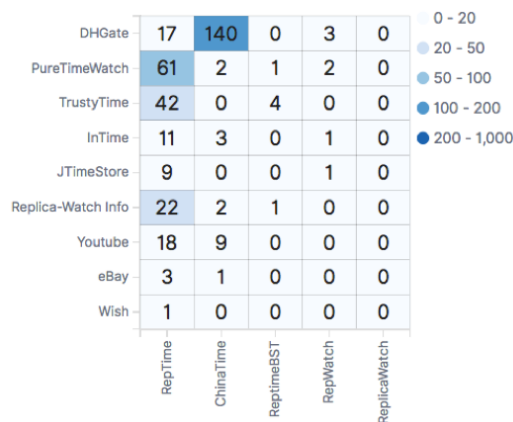 DHGate 17 140 0 3 0
PureTimeWatch 61 2 1 2 0
TrustyTime 42 0 4 0 0
InTime 11 3 0 1 0
JTimeStore 9 0 0 1 0
Replica-Watch Info 22 2 1 0 0
Youtube 18 9 0 0 0
eBay 3 1 0 0 0
Wish 1 0 0 0 0
RepTime
ChinaTime
ReptimeBST
RepWatch
ReplicaWatch
0 - 20
20 - 50
50 - 100
100 - 200
200 - 1,000